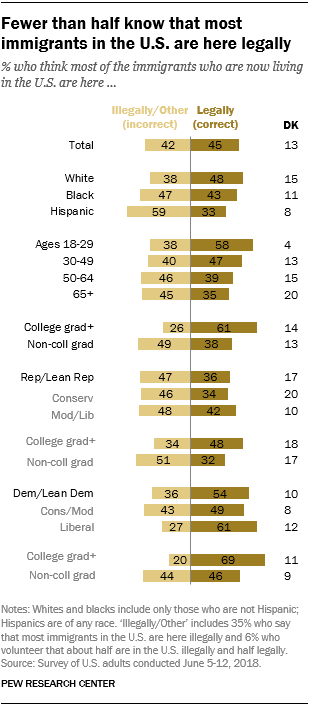 Fewer than half know that most
immigrants in the U.S. are here legally
% who think most of the immigrants who are now living
in the U.S. are here ...
Illegally/Other Legally
(incorrect) (correct) DK
Total 42 45 13
White 38 48 15
Black 47 43 11
Hispanic 59 33 8
Ages 18-29 38 58 4
30-49 40 47 13
50-64 46 39 15
65+ 45 35 20
College grad+ 26 61 14
Non-coll grad 49 38 13
Rep/Lean Rep 47 36 17
Conserv 46 34 20
Mod/Lib 48 42 10
College grad+ 34 48 18
Non-coll grad 51 32 17
Dem/Lean Dem 36 54 10
Cons/Mod 43 49 8
Liberal 27 61 12
College grad+ 20 69 11
Non-coll grad 44 46 9
Notes: Whites and blacks include only those who are not Hispanic;
Hispanics are of any race. ‘Illegally/Other’ includes 35% who say
that most immigrants in the U.S. are here illegally and 6% who
volunteer that about half are in the U.S. illegally and half legally.
Source: Survey of U.S. adults conducted June 5-12, 2018.
PEW RESEARCH CENTER